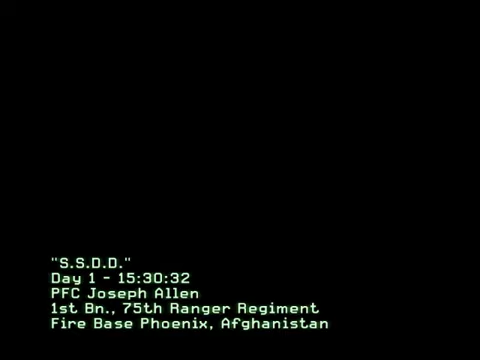 "S.S.D.D."
Day 1 - 15:30:32
PFC Joseph Allen
1st Bn., 75th Ranger Regiment
Fire Base Phoenix, Afghanistan